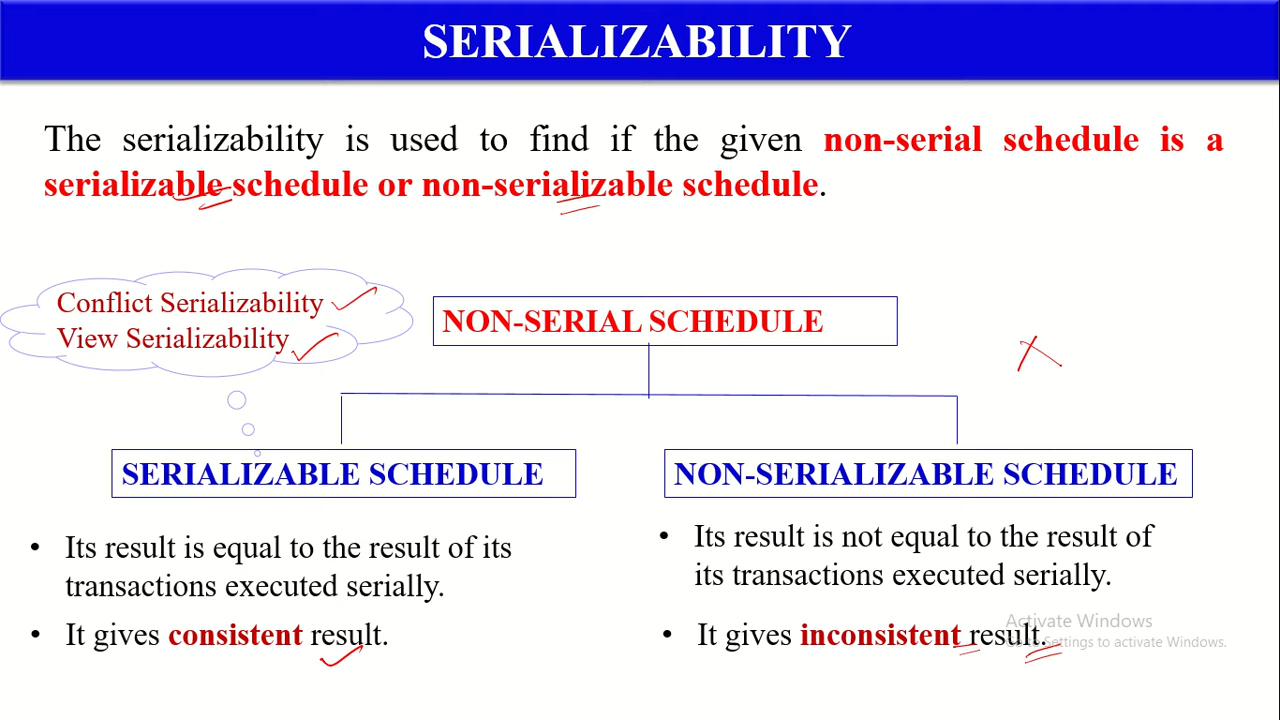 SERIALIZABILITY
The serializability is used to find if the given non-serial schedule is a
serializable schedule or non-serializable schedule.
Conflict Serializability
View Serializability
NON-SERIAL SCHEDULE
SERIALIZABLE SCHEDULE
NON-SERIALIZABLE SCHEDULE
• Its result is equal to the result of its
transactions executed serially.
• It gives consistent result.
• Its result is not equal to the result of
its transactions executed serially.
• It gives inconsistent result.
Activate Windows
Go to Settings to activate Windows.